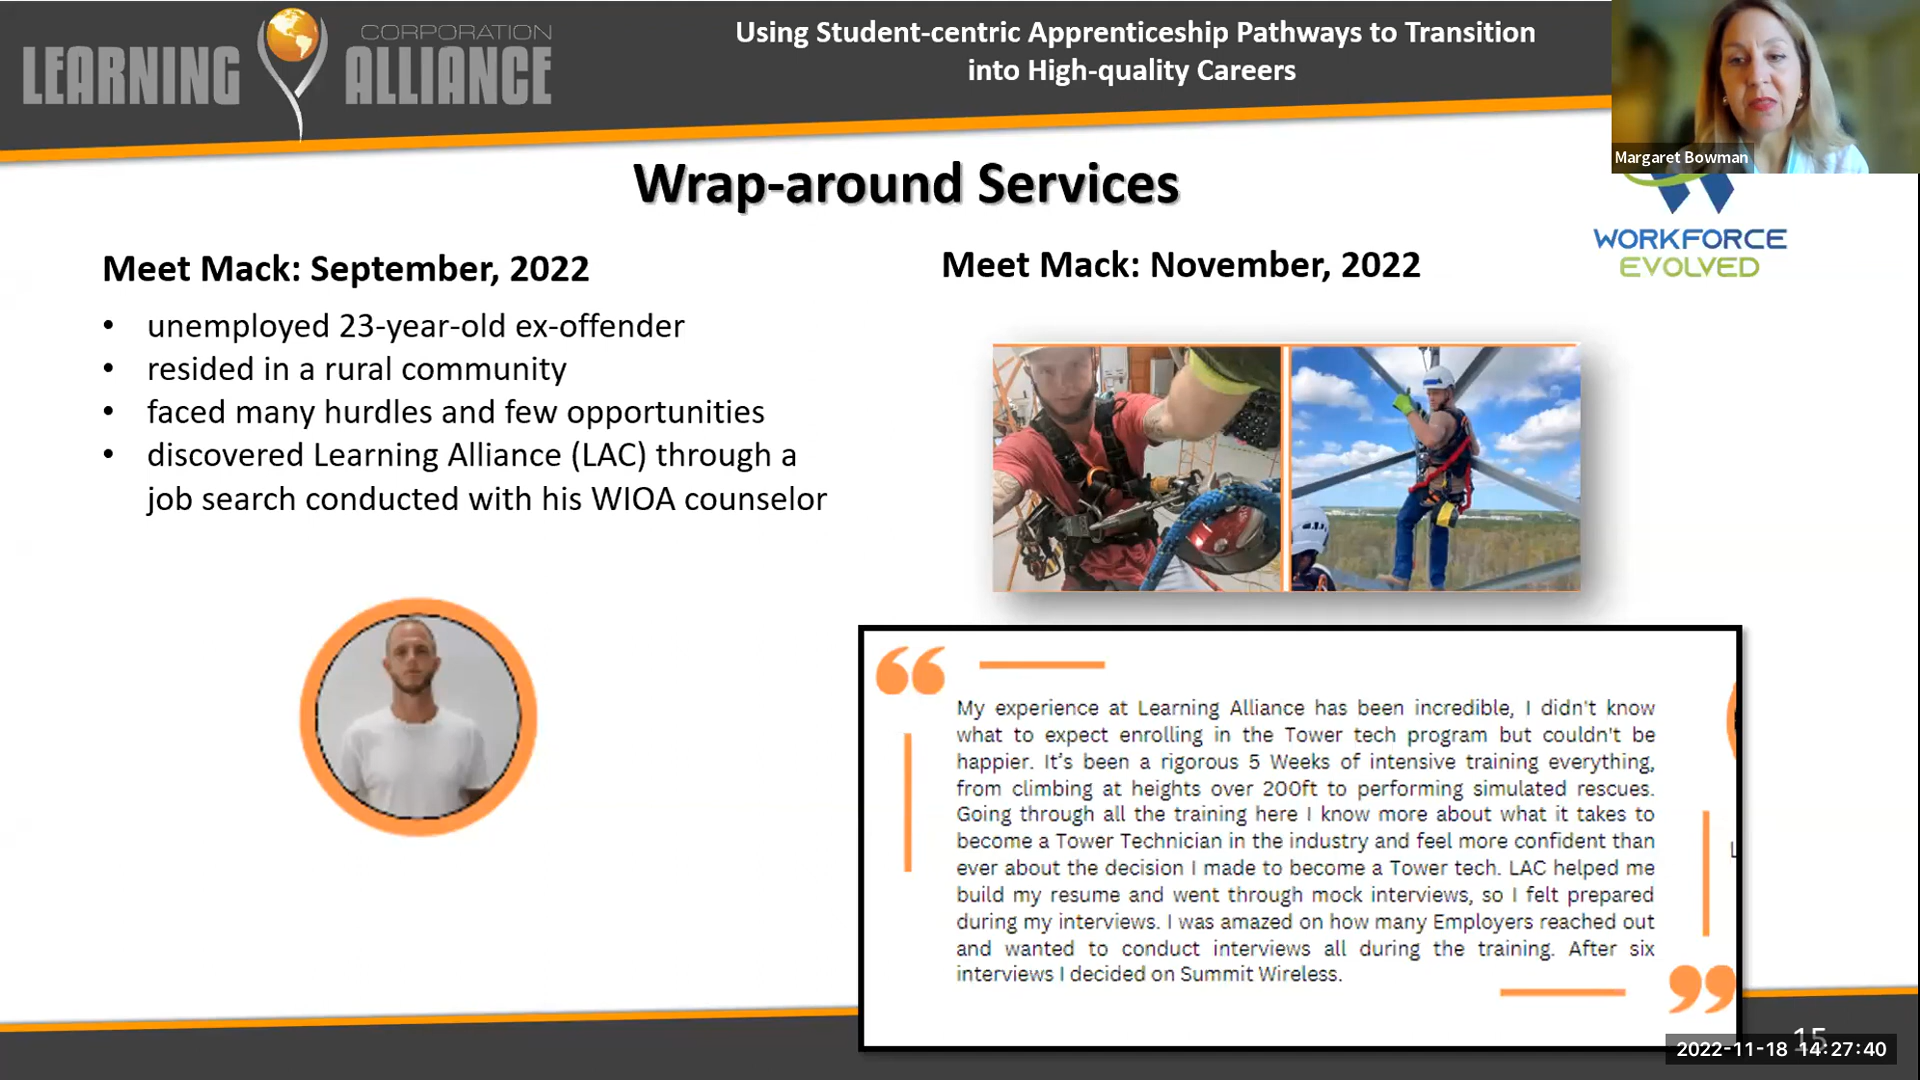 LEARNING
CORPORATION
ALLIANCE
Using Student-centric Apprenticeship Pathways to Transition
into High-quality Careers
Margaret Bowman
WORKFORCE
EVOLVED
Wrap-around Services
Meet Mack: September, 2022
• unemployed 23-year-old ex-offender
• resided in a rural community
• faced many hurdles and few opportunities
• discovered Learning Alliance (LAC) through a
job search conducted with his WIOA counselor
Meet Mack: November, 2022
“
My experience at Learning Alliance has been incredible, I didn't know
what to expect enrolling in the Tower tech program but couldn't be
happier. It's been a rigorous 5 Weeks of intensive training everything,
from climbing at heights over 200ft to performing simulated rescues.
Going through all the training here I know more about what it takes to
become a Tower Technician in the industry and feel more confident than
ever about the decision I made to become a Tower tech. LAC helped me
build my resume and went through mock interviews, so I felt prepared
during my interviews. I was amazed on how many Employers reached out
and wanted to conduct interviews all during the training. After six
interviews I decided on Summit Wireless.
”
15
2022-11-18 14:27:40